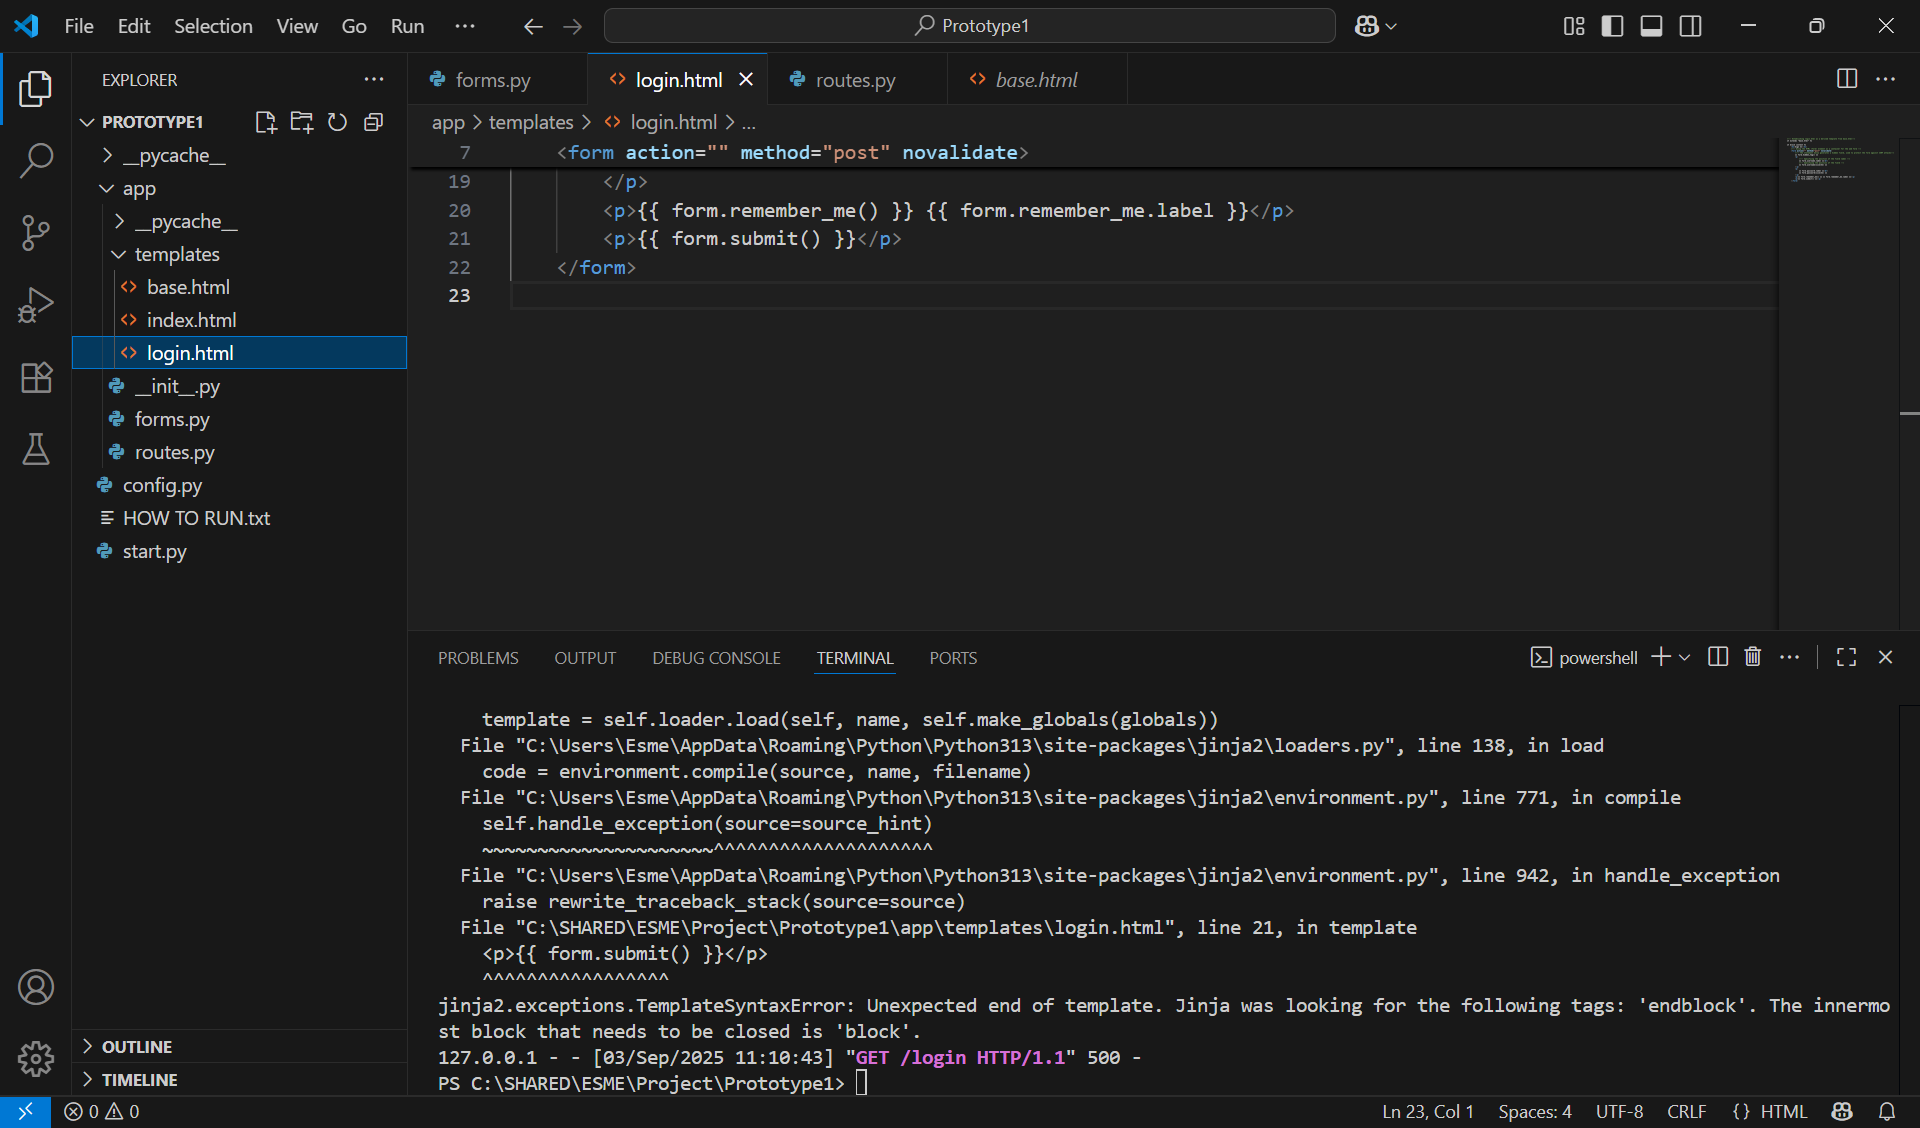 File Edit Selection View Go Run ···
Prototype1
EXPLORER
PROTOTYPE1
__pycache__
app
__pycache__
templates
base.html
index.html
login.html
__init__.py
forms.py
routes.py
config.py
HOW TO RUN.txt
start.py
OUTLINE
TIMELINE
forms.py login.html routes.py base.html
app > templates > login.html > ...
7 <form action="" method="post" novalidate>
19 </p>
20 <p>{{ form.remember_me() }} {{ form.remember_me.label }}</p>
21 <p>{{ form.submit() }}</p>
22 </form>
23
PROBLEMS OUTPUT DEBUG CONSOLE TERMINAL PORTS
powershell
template = self.loader.load(self, name, self.make_globals(globals))
File "C:\Users\Esme\AppData\Roaming\Python\Python313\site-packages\jinja2\loaders.py", line 138, in load
code = environment.compile(source, name, filename)
File "C:\Users\Esme\AppData\Roaming\Python\Python313\site-packages\jinja2\environment.py", line 771, in compile
self.handle_exception(source=source_hint)
~~~~~~~~~~~~~~~~~~~~~^^^^^^^^^^^^^^^^^^^^
File "C:\Users\Esme\AppData\Roaming\Python\Python313\site-packages\jinja2\environment.py", line 942, in handle_exception
raise rewrite_traceback_stack(source=source)
File "C:\SHARED\ESME\Project\Prototype1\app\templates\login.html", line 21, in template
<p>{{ form.submit() }}</p>
^^^^^^^^^^^^^^^^^
jinja2.exceptions.TemplateSyntaxError: Unexpected end of template. Jinja was looking for the following tags: 'endblock'. The innermo
st block that needs to be closed is 'block'.
127.0.0.1 - - [03/Sep/2025 11:10:43] "GET /login HTTP/1.1" 500 -
PS C:\SHARED\ESME\Project\Prototype1>
0 0
Ln 23, Col 1 Spaces: 4 UTF-8 CRLF {} HTML